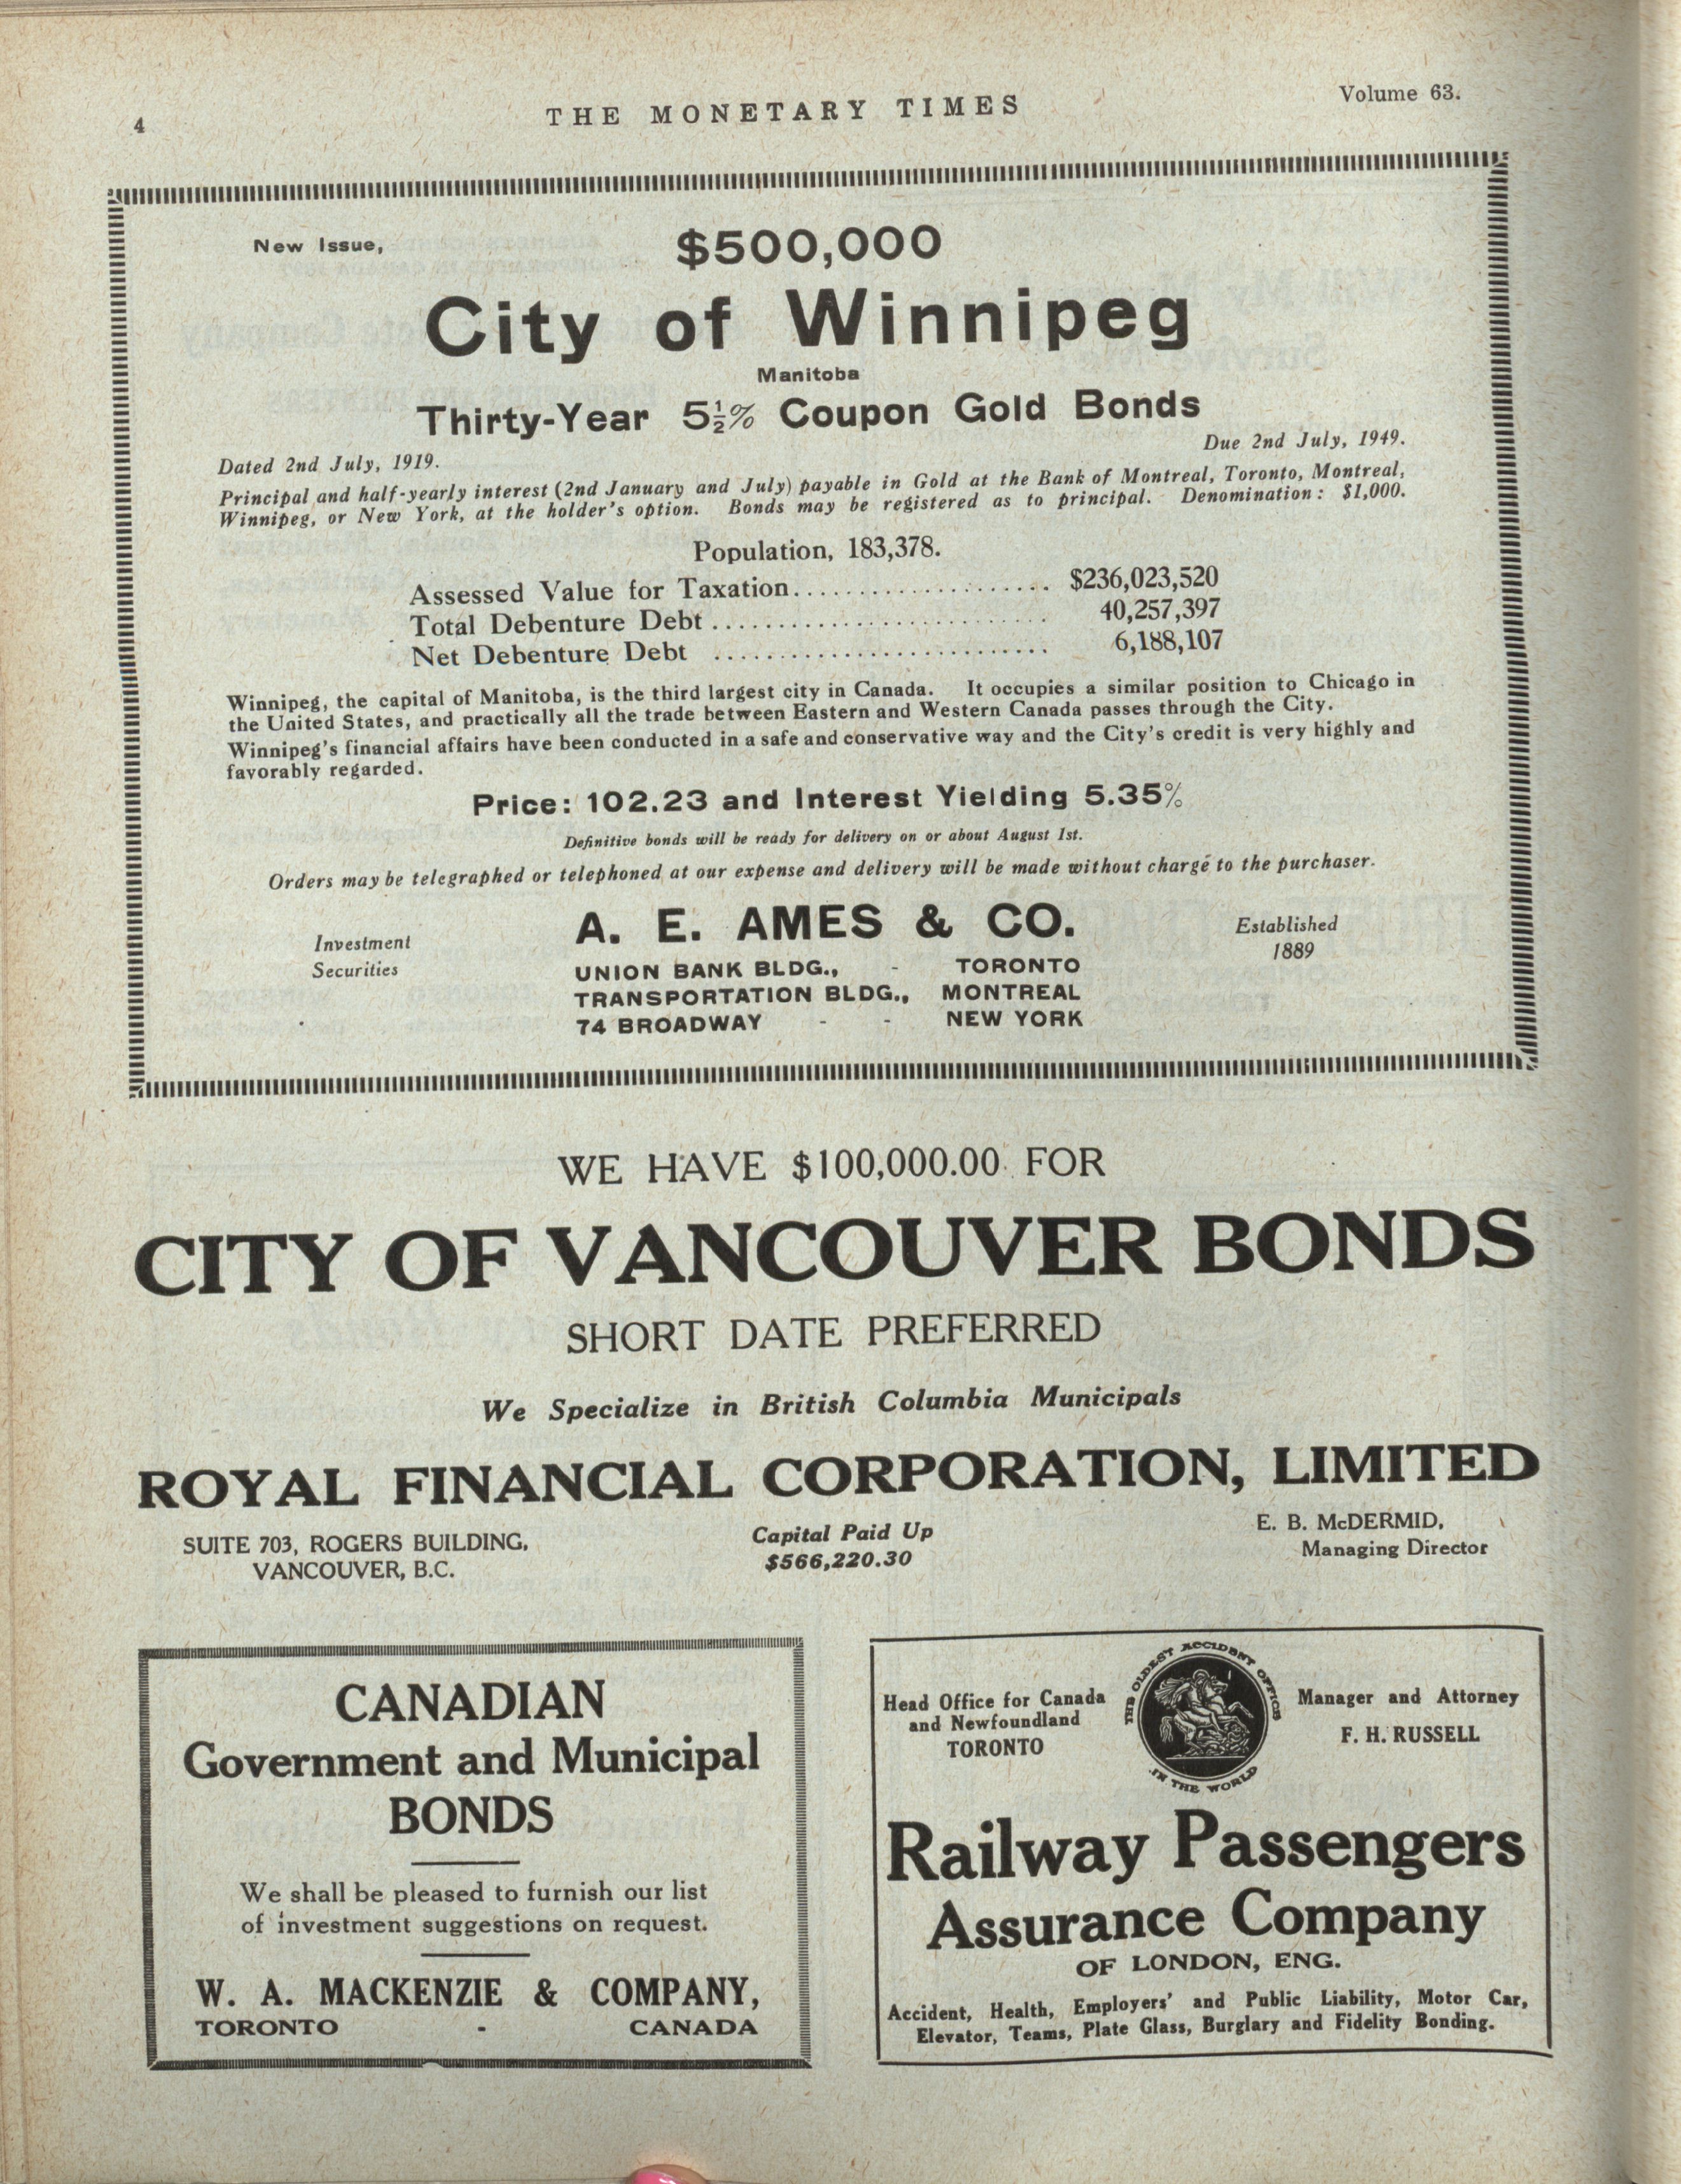 4
THE MONETARY TIMES
Volume 63.
New Issue,
$500,000
City of Winnipeg
Manitoba
Thirty-Year 5½% Coupon Gold Bonds
Dated 2nd July, 1919.
Due 2nd July, 1949.
Principal and half-yearly interest (2nd January and July) payable in Gold at the Bank of Montreal, Toronto, Montreal,
Winnipeg, or New York, at the holder's option. Bonds may be registered as to principal. Denomination: $1,000.
Population, 183,378.
Assessed Value for Taxation.................... $236,023,520
Total Debenture Debt.......................... 40,257,397
Net Debenture Debt .......................... 6,188,107
Winnipeg, the capital of Manitoba, is the third largest city in Canada. It occupies a similar position to Chicago in
the United States, and practically all the trade between Eastern and Western Canada passes through the City.
Winnipeg's financial affairs have been conducted in a safe and conservative way and the City's credit is very highly and
favorably regarded.
Price: 102.23 and Interest Yielding 5.35%
Definitive bonds will be ready for delivery on or about August 1st.
Orders may be telegraphed or telephoned at our expense and delivery will be made without charge to the purchaser.
Investment
Securities
A. E. AMES & CO.
UNION BANK BLDG., - TORONTO
TRANSPORTATION BLDG., MONTREAL
74 BROADWAY - - NEW YORK
Established
1889
WE HAVE $100,000.00 FOR
CITY OF VANCOUVER BONDS
SHORT DATE PREFERRED
We Specialize in British Columbia Municipals
ROYAL FINANCIAL CORPORATION, LIMITED
SUITE 703, ROGERS BUILDING,
VANCOUVER, B.C.
Capital Paid Up
$566,220.30
E. B. McDERMID,
Managing Director
CANADIAN
Government and Municipal
BONDS
We shall be pleased to furnish our list
of investment suggestions on request.
W. A. MACKENZIE & COMPANY,
TORONTO - CANADA
Head Office for Canada
and Newfoundland
TORONTO
THE OLDEST ACCIDENT OFFICE
IN THE WORLD
Manager and Attorney
F. H. RUSSELL
Railway Passengers
Assurance Company
OF LONDON, ENG.
Accident, Health, Employers' and Public Liability, Motor Car,
Elevator, Teams, Plate Glass, Burglary and Fidelity Bonding.